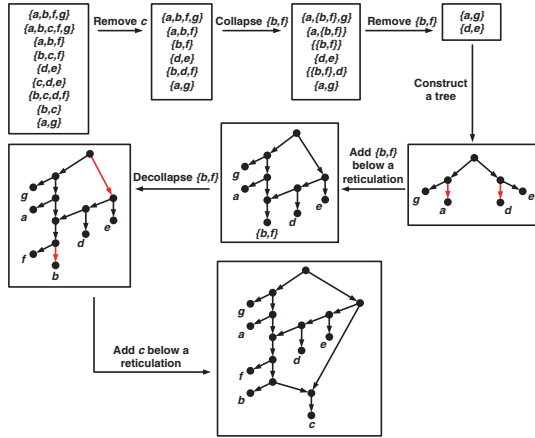 {a,b,f,g}
{a,b,c,f,g}
{a,b,f}
{b,c,f}
{d,e}
{c,d,e}
{b,c,d,f}
{b,c}
{a,g}
Remove c
{a,b,f,g}
{a,b,f}
{b,f}
{d,e}
{b,d,f}
{a,g}
Collapse {b,f}
{a,{b,f},g}
{a,{b,f}}
{{b,f}}
{d,e}
{{b,f},d}
{a,g}
Remove {b,f}
{a,g}
{d,e}
Construct
a tree
g
a
d
e
Add {b,f}
below a
reticulation
g
a
e
d
{b,f}
Decollapse {b,f}
g
a
e
d
f
b
Add c below a
reticulation
g
a
e
d
f
b
c